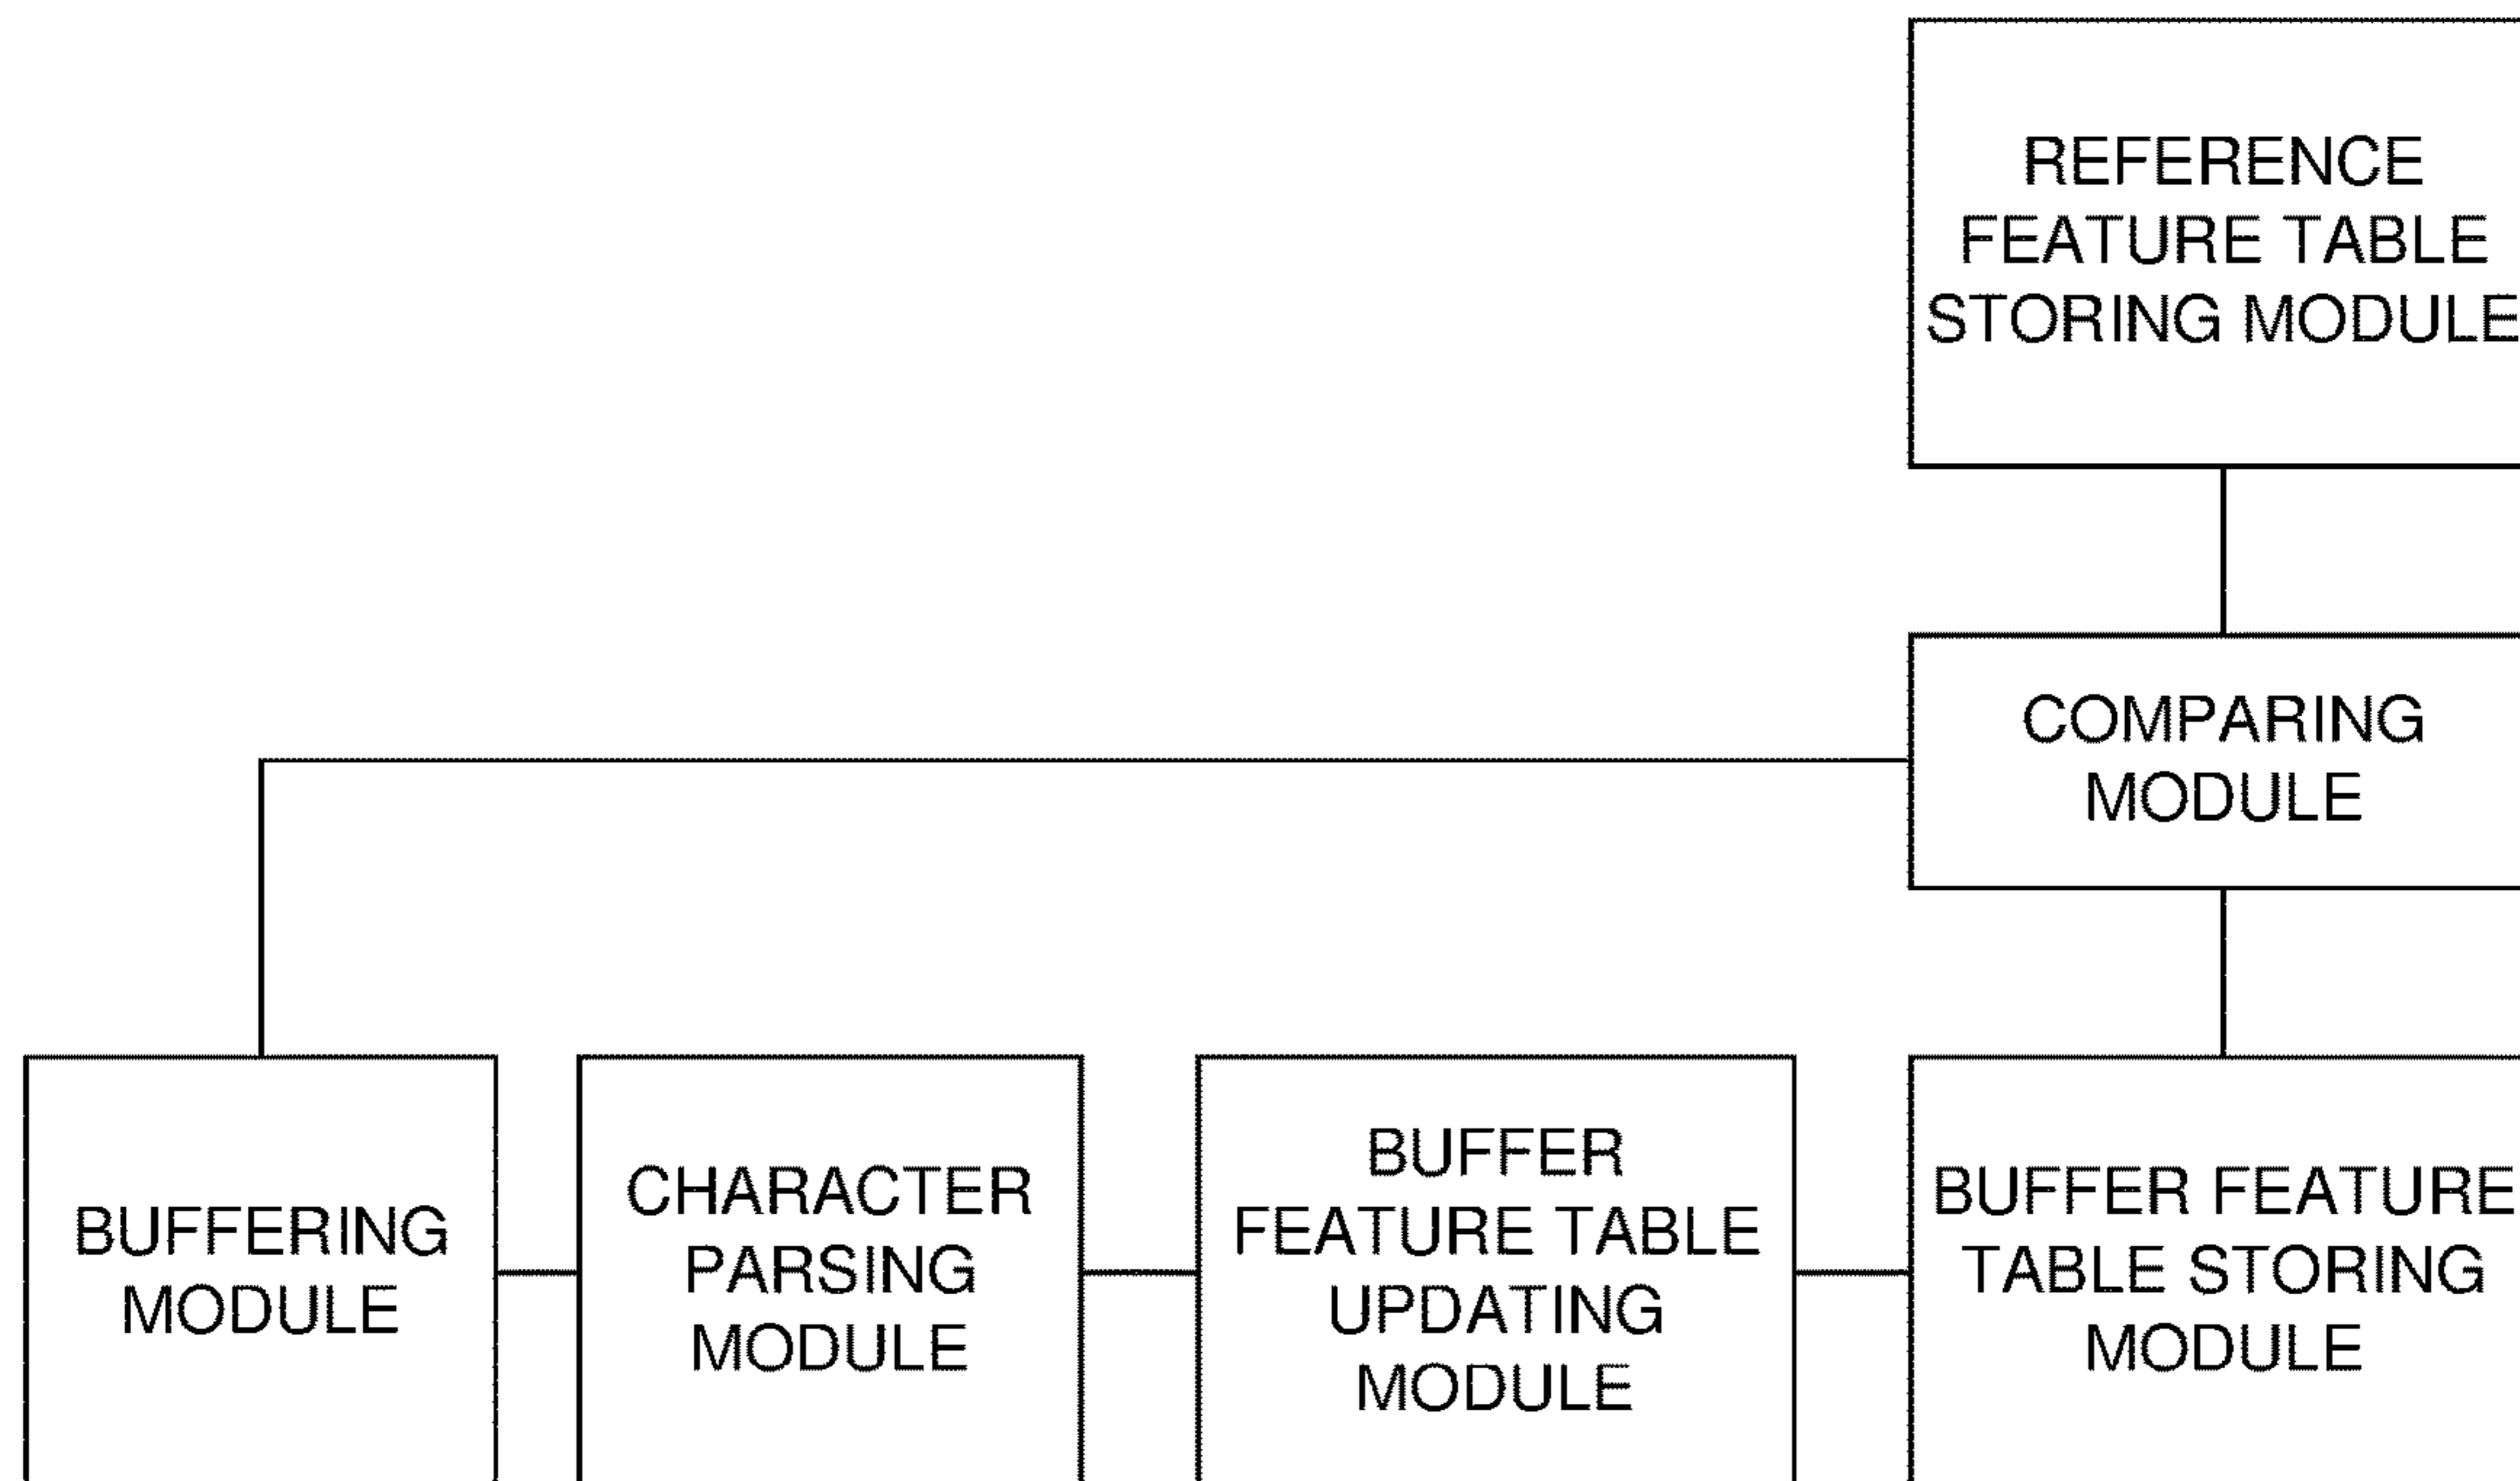 REFERENCE
FEATURE TABLE
STORING MODULE
COMPARING
MODULE
BUFFERING
MODULE
CHARACTER
PARSING
MODULE
BUFFER
FEATURE TABLE
UPDATING
MODULE
BUFFER FEATURE
TABLE STORING
MODULE